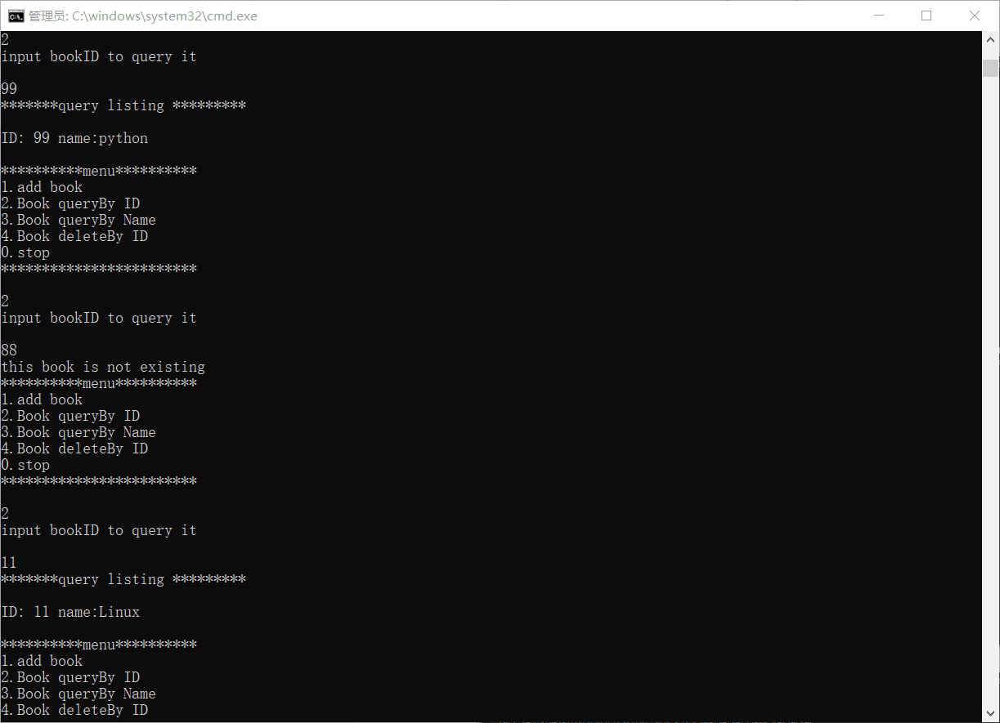 管理员: C:\windows\system32\cmd.exe
2
input bookID to query it
99
*******query listing *********
ID: 99 name:python
**********menu**********
1.add book
2.Book queryBy ID
3.Book queryBy Name
4.Book deleteBy ID
0.stop
************************
2
input bookID to query it
88
this book is not existing
**********menu**********
1.add book
2.Book queryBy ID
3.Book queryBy Name
4.Book deleteBy ID
0.stop
************************
2
input bookID to query it
11
*******query listing *********
ID: 11 name:Linux
**********menu**********
1.add book
2.Book queryBy ID
3.Book queryBy Name
4.Book deleteBy ID